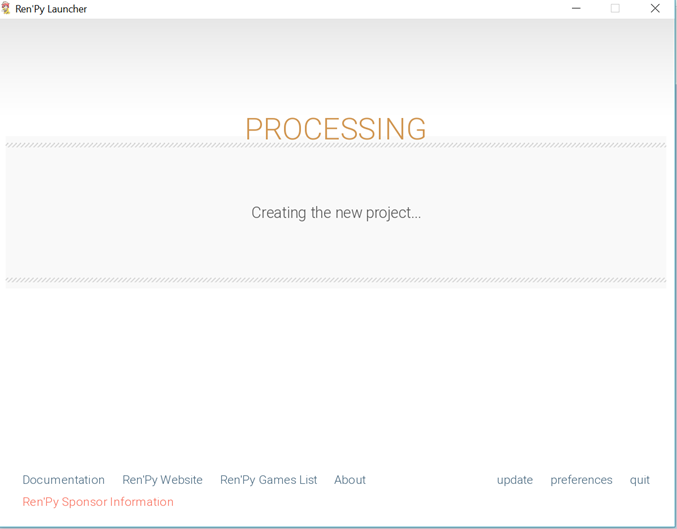 Ren'Py Launcher
PROCESSING
Creating the new project...
Documentation Ren'Py Website Ren'Py Games List About update preferences quit
Ren'Py Sponsor Information